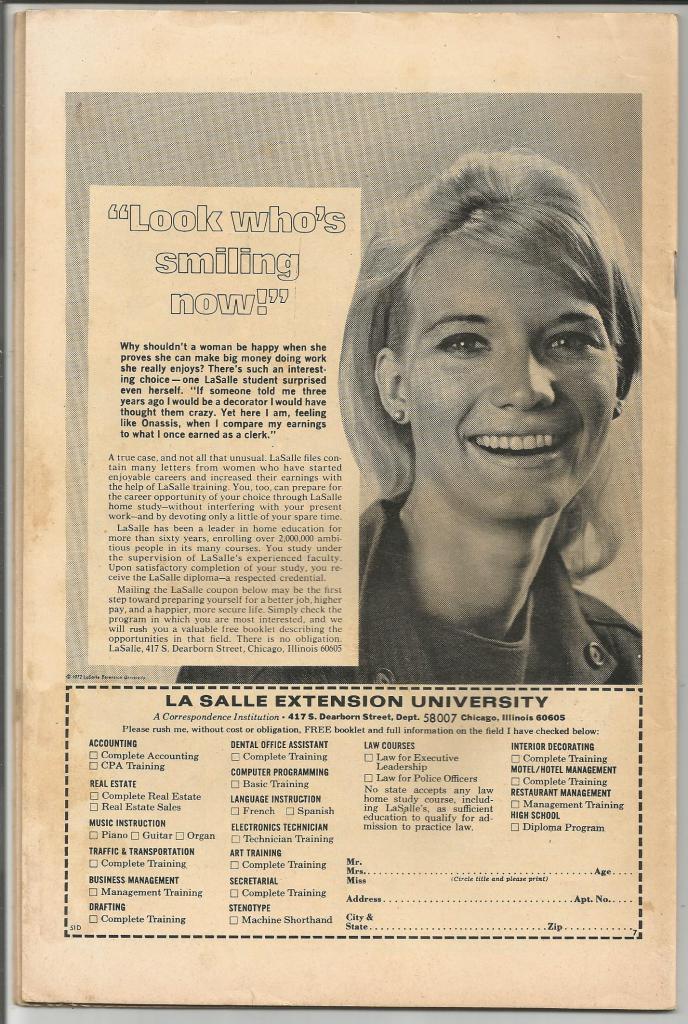 “Look who's
smiling
now!”
Why shouldn't a woman be happy when she
proves she can make big money doing work
she really enjoys? There's such an interest-
ing choice—one LaSalle student surprised
even herself. "If someone told me three
years ago I would be a decorator I would have
thought them crazy. Yet here I am, feeling
like Onassis, when I compare my earnings
to what I once earned as a clerk."
A true case, and not all that unusual. LaSalle files con-
tain many letters from women who have started
enjoyable careers and increased their earnings with
the help of LaSalle training. You, too, can prepare for
the career opportunity of your choice through LaSalle
home study—without interfering with your present
work—and by devoting only a little of your spare time.
LaSalle has been a leader in home education for
more than sixty years, enrolling over 2,000,000 ambi-
tious people in its many courses. You study under
the supervision of LaSalle's experienced faculty.
Upon satisfactory completion of your study, you re-
ceive the LaSalle diploma—a respected credential.
Mailing the LaSalle coupon below may be the first
step toward preparing yourself for a better job, higher
pay, and a happier, more secure life. Simply check the
program in which you are most interested, and we
will rush you a valuable free booklet describing the
opportunities in that field. There is no obligation.
LaSalle, 417 S. Dearborn Street, Chicago, Illinois 60605
© 1972 LaSalle Extension University
LA SALLE EXTENSION UNIVERSITY
A Correspondence Institution • 417 S. Dearborn Street, Dept. 58007 Chicago, Illinois 60605
Please rush me, without cost or obligation, FREE booklet and full information on the field I have checked below:
ACCOUNTING
☐ Complete Accounting
☐ CPA Training
REAL ESTATE
☐ Complete Real Estate
☐ Real Estate Sales
MUSIC INSTRUCTION
☐ Piano ☐ Guitar ☐ Organ
TRAFFIC & TRANSPORTATION
☐ Complete Training
BUSINESS MANAGEMENT
☐ Management Training
DRAFTING
☐ Complete Training
DENTAL OFFICE ASSISTANT
☐ Complete Training
COMPUTER PROGRAMMING
☐ Basic Training
LANGUAGE INSTRUCTION
☐ French ☐ Spanish
ELECTRONICS TECHNICIAN
☐ Technician Training
ART TRAINING
☐ Complete Training
SECRETARIAL
☐ Complete Training
STENOTYPE
☐ Machine Shorthand
LAW COURSES
☐ Law for Executive
Leadership
☐ Law for Police Officers
No state accepts any law
home study course, includ-
ing LaSalle's, as sufficient
education to qualify for ad-
mission to practice law.
INTERIOR DECORATING
☐ Complete Training
MOTEL/HOTEL MANAGEMENT
☐ Complete Training
RESTAURANT MANAGEMENT
☐ Management Training
HIGH SCHOOL
☐ Diploma Program
Mr.
Mrs. Age
Miss (Circle title and please print)
Address Apt. No.
City &
State Zip
51D
7